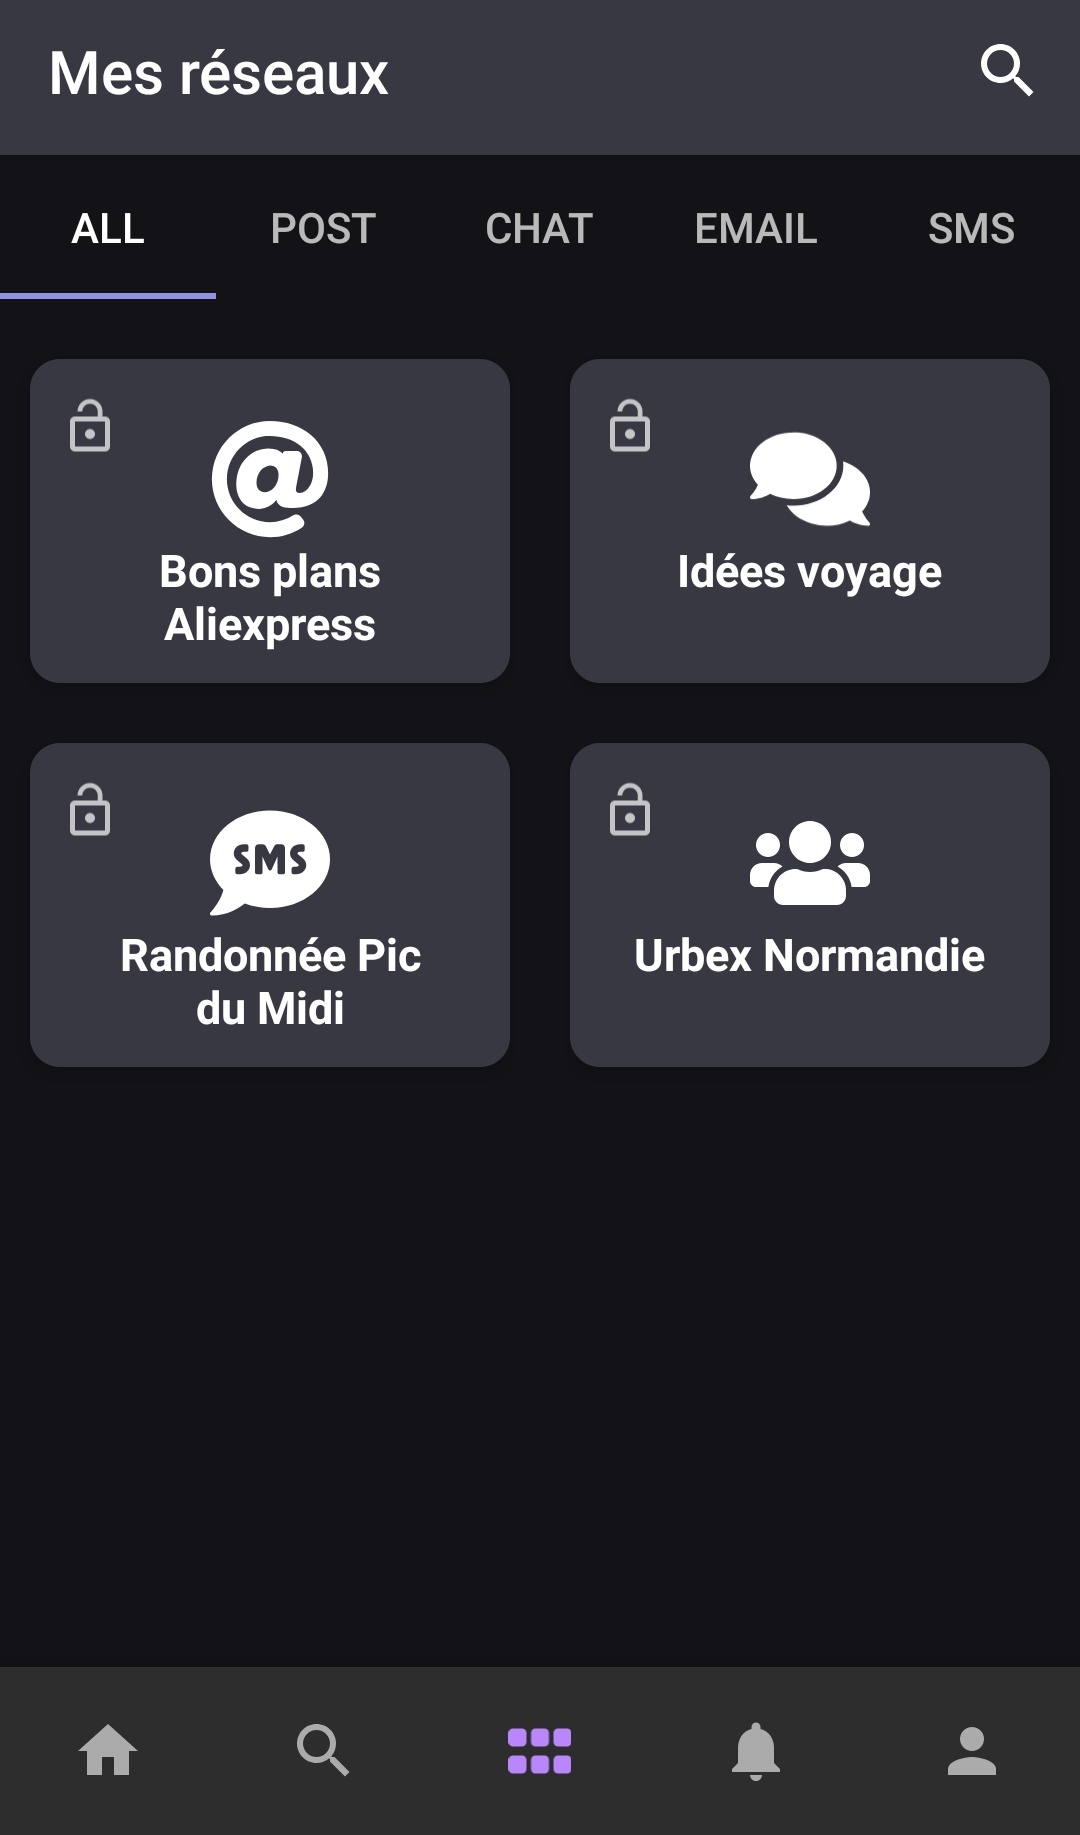 Mes réseaux
ALL POST CHAT EMAIL SMS
Bons plans
Aliexpress
Idées voyage
SMS
Randonnée Pic
du Midi
Urbex Normandie